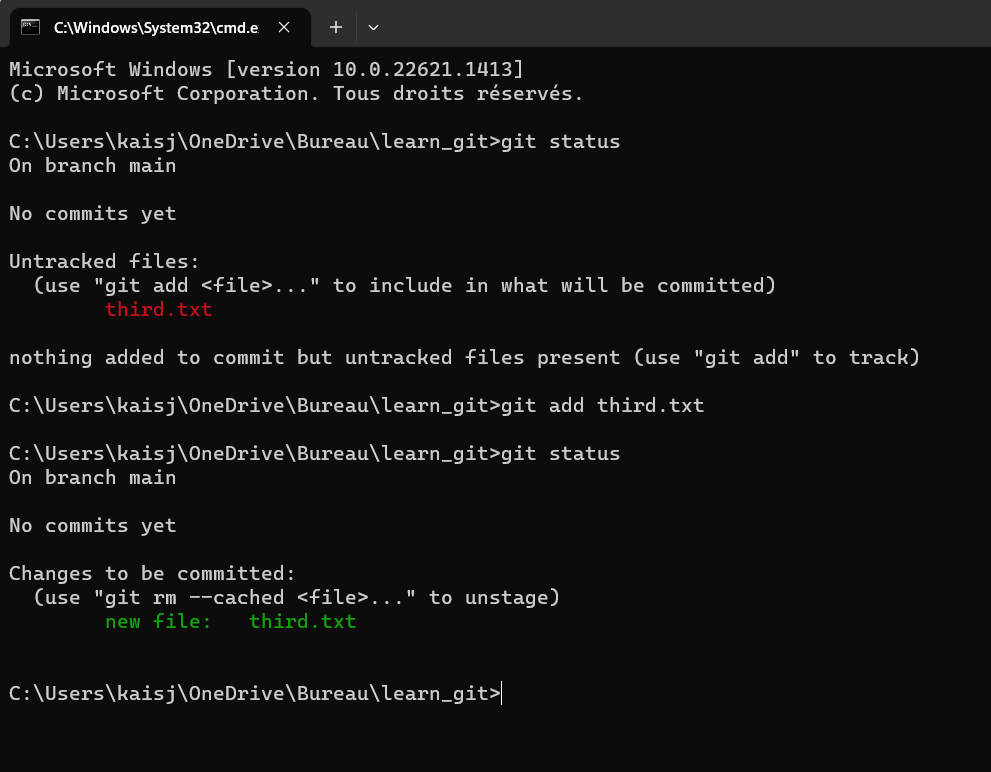 C:\Windows\System32\cmd.e
Microsoft Windows [version 10.0.22621.1413]
(c) Microsoft Corporation. Tous droits réservés.
C:\Users\kaisj\OneDrive\Bureau\learn_git>git status
On branch main
No commits yet
Untracked files:
  (use "git add <file>..." to include in what will be committed)
        third.txt
nothing added to commit but untracked files present (use "git add" to track)
C:\Users\kaisj\OneDrive\Bureau\learn_git>git add third.txt
C:\Users\kaisj\OneDrive\Bureau\learn_git>git status
On branch main
No commits yet
Changes to be committed:
  (use "git rm --cached <file>..." to unstage)
        new file:   third.txt
C:\Users\kaisj\OneDrive\Bureau\learn_git>